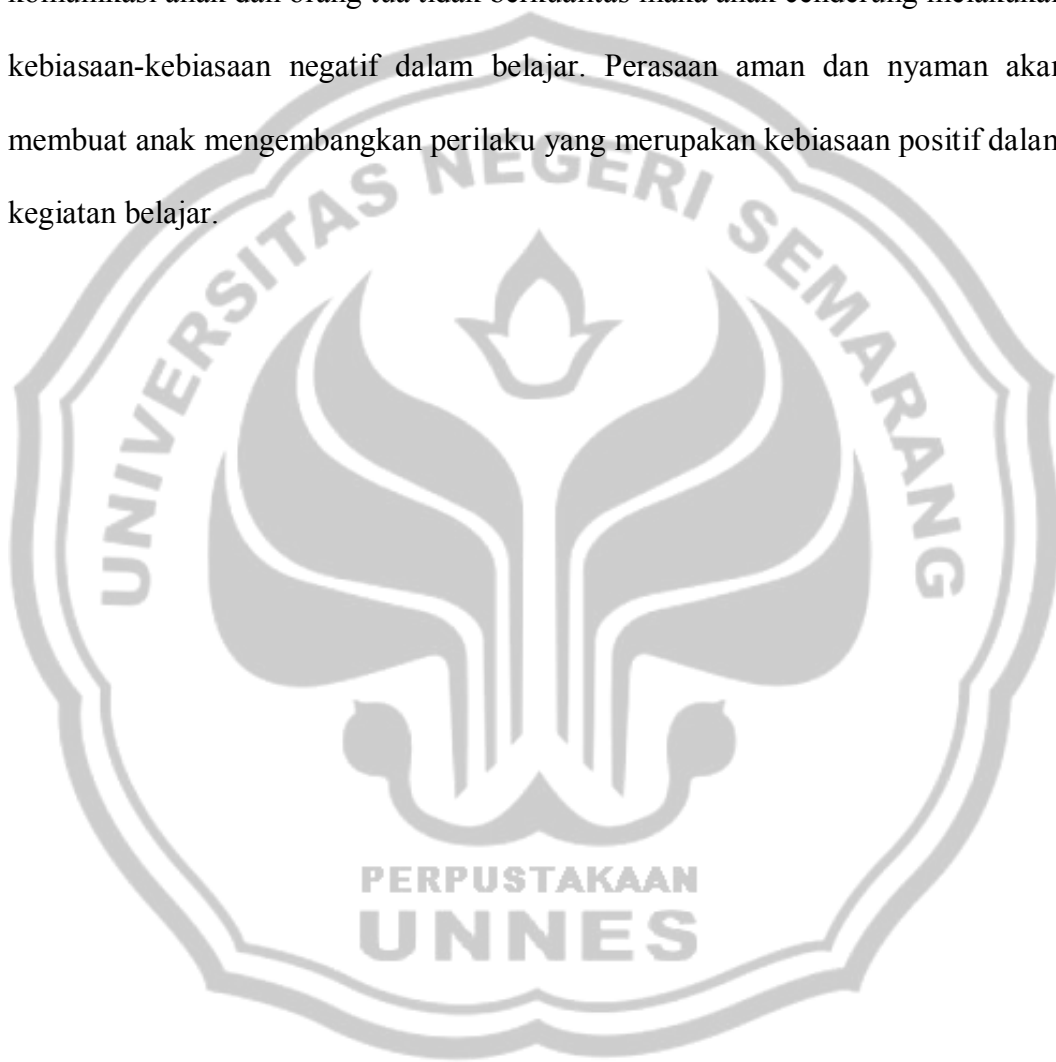 komunikasi anak dan orang tua tidak berkualitas maka anak cenderung melakukan
kebiasaan-kebiasaan negatif dalam belajar. Perasaan aman dan nyaman akan
membuat anak mengembangkan perilaku yang merupakan kebiasaan positif dalam
kegiatan belajar.
UNIVERSITAS NEGERI SEMARANG
PERPUSTAKAAN
UNNES